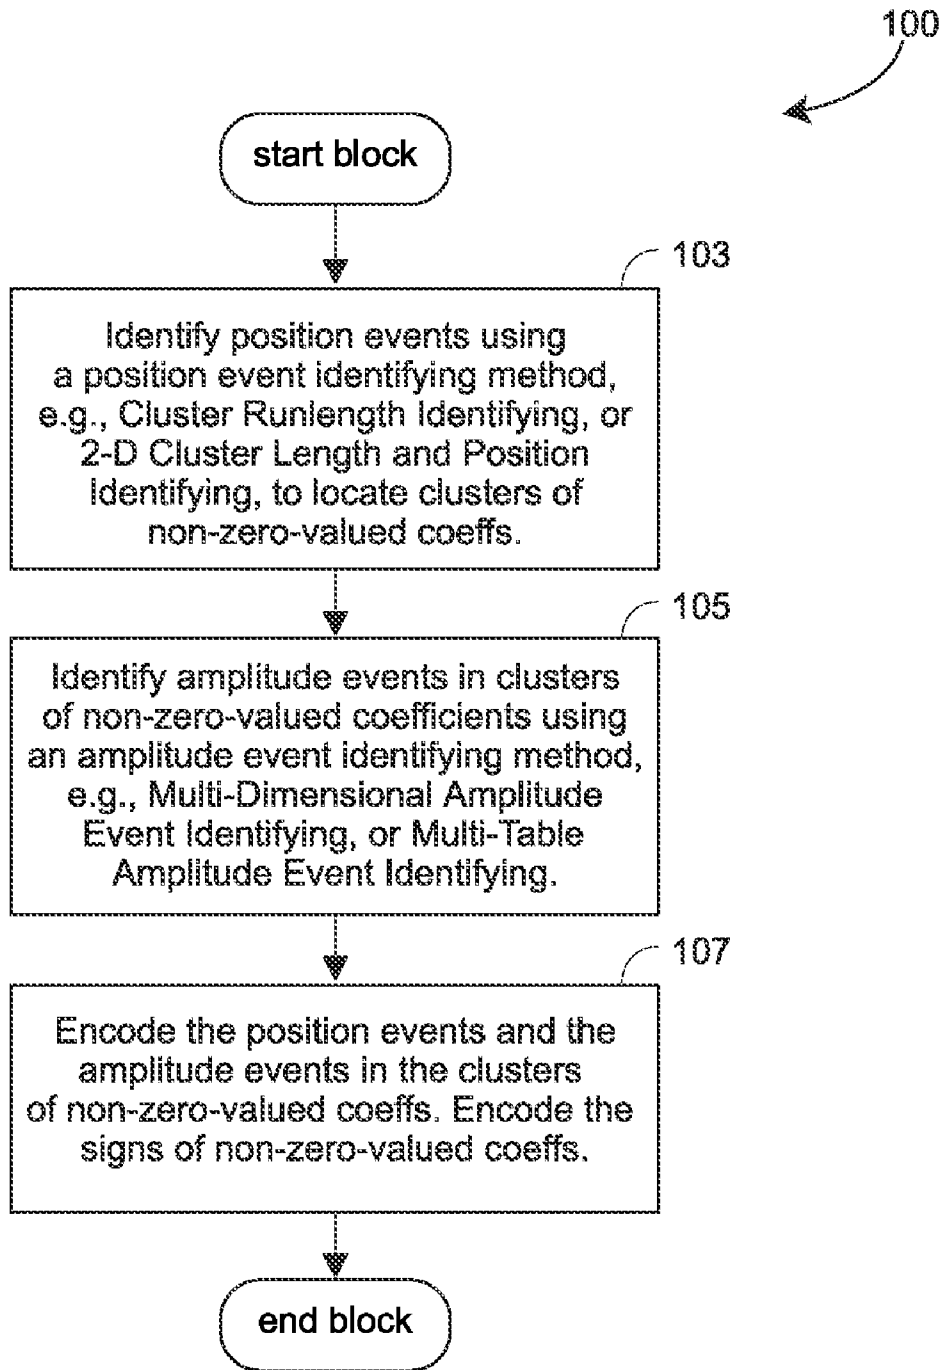 100
start block
103
Identify position events using
a position event identifying method,
e.g., Cluster Runlength Identifying, or
2-D Cluster Length and Position
Identifying, to locate clusters of
non-zero-valued coeffs.
105
Identify amplitude events in clusters
of non-zero-valued coefficients using
an amplitude event identifying method,
e.g., Multi-Dimensional Amplitude
Event Identifying, or Multi-Table
Amplitude Event Identifying.
107
Encode the position events and the
amplitude events in the clusters
of non-zero-valued coeffs. Encode the
signs of non-zero-valued coeffs.
end block